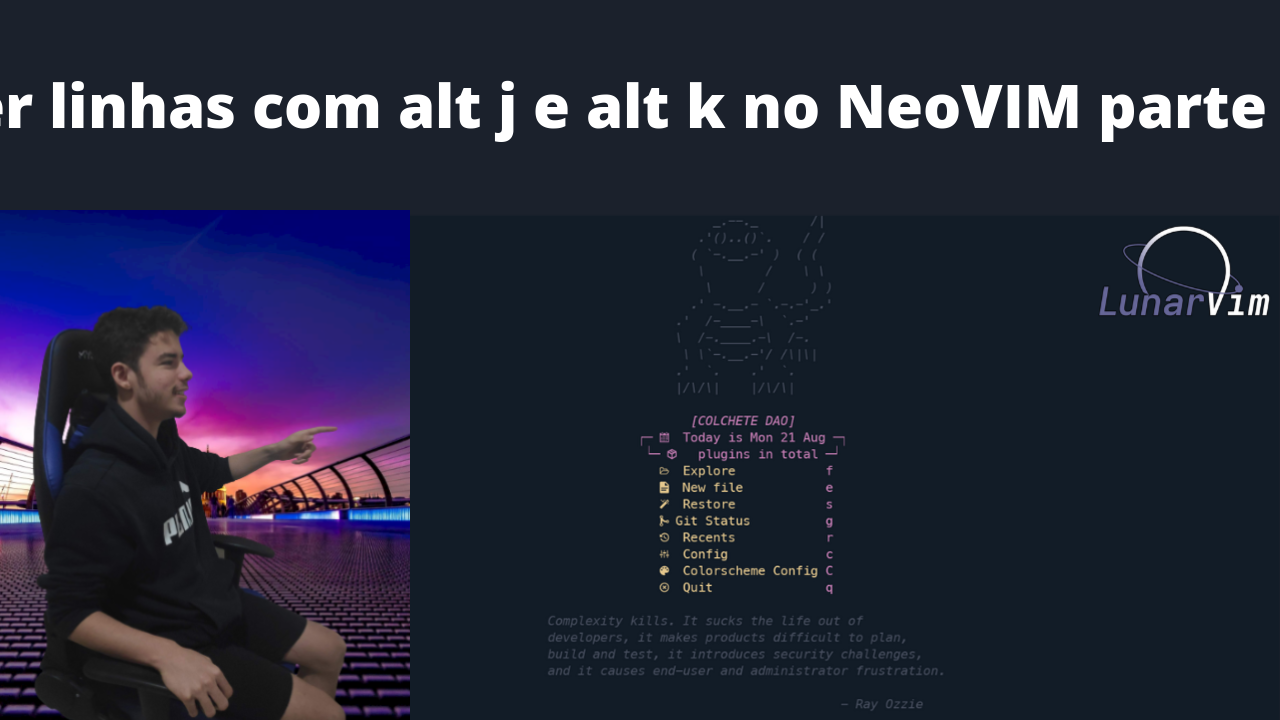 er linhas com alt j e alt k no NeoVIM parte
LunarVim
[COLCHETE DAO]
Today is Mon 21 Aug
plugins in total
Explore f
New file e
Restore s
Git Status g
Recents r
Config c
Colorscheme Config C
Quit q
Complexity kills. It sucks the life out of
developers, it makes products difficult to plan,
build and test, it introduces security challenges,
and it causes end-user and administrator frustration.
— Ray Ozzie